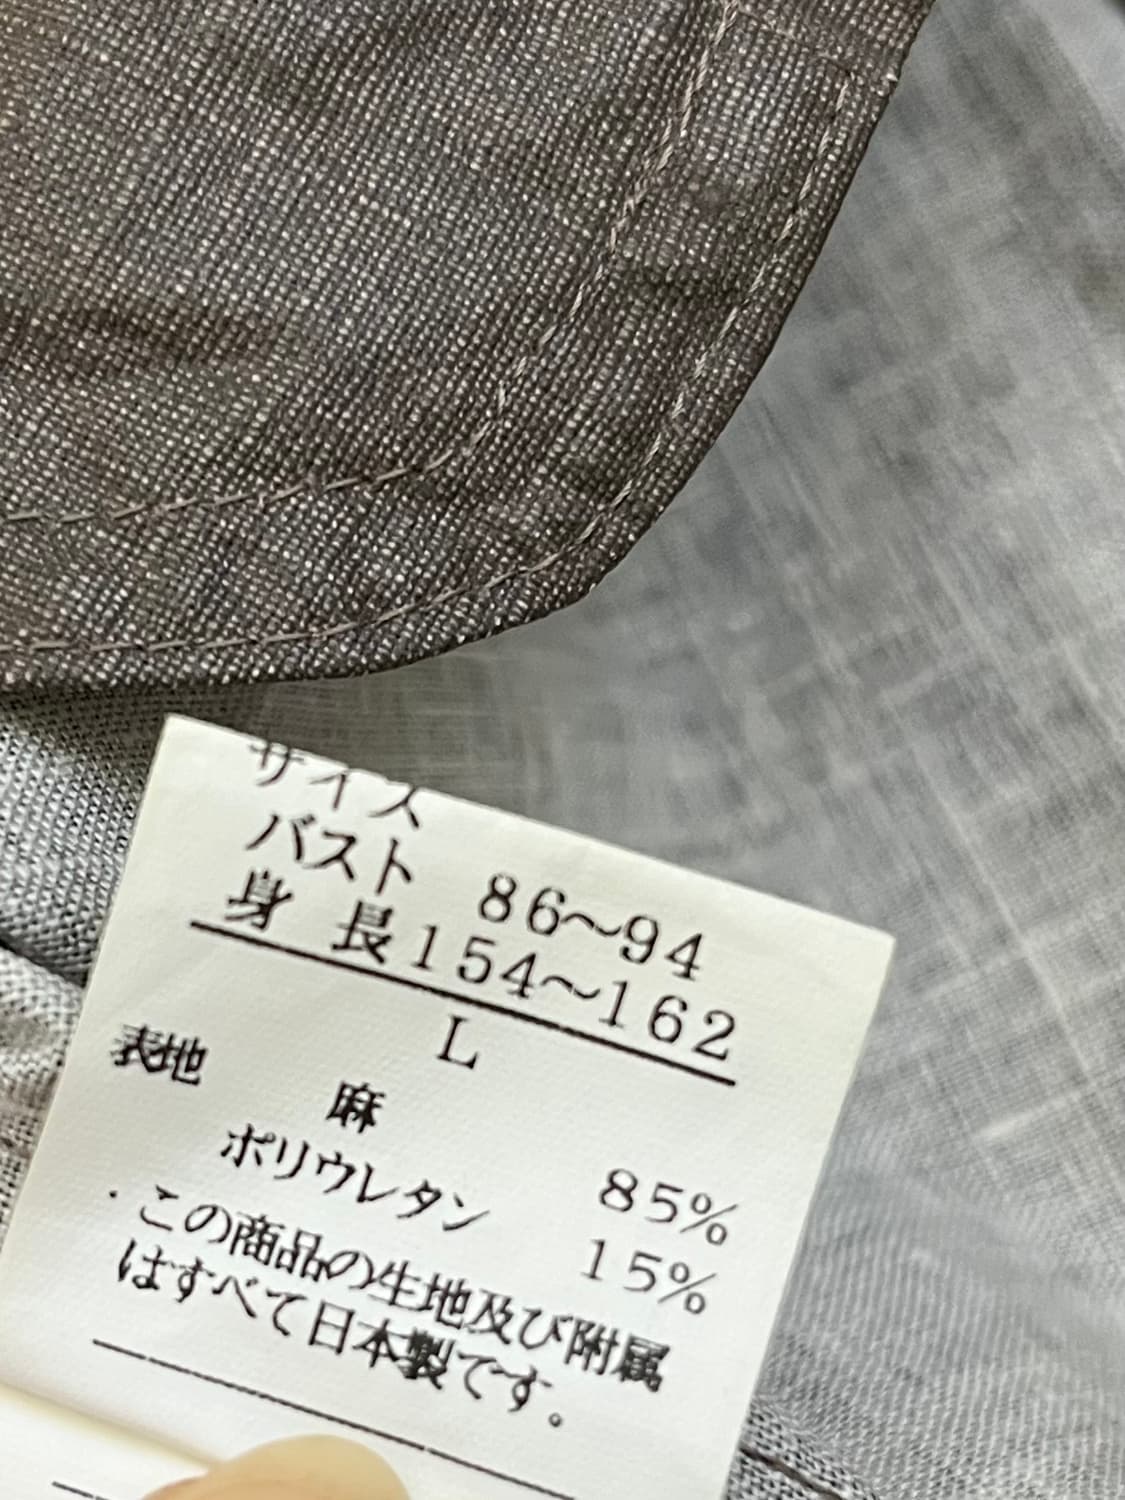 サイズ
バスト 86～94
身 長154～162
L
表地
麻 85%
ポリウレタン 15%
・この商品の生地及び附属
はすべて日本製です。